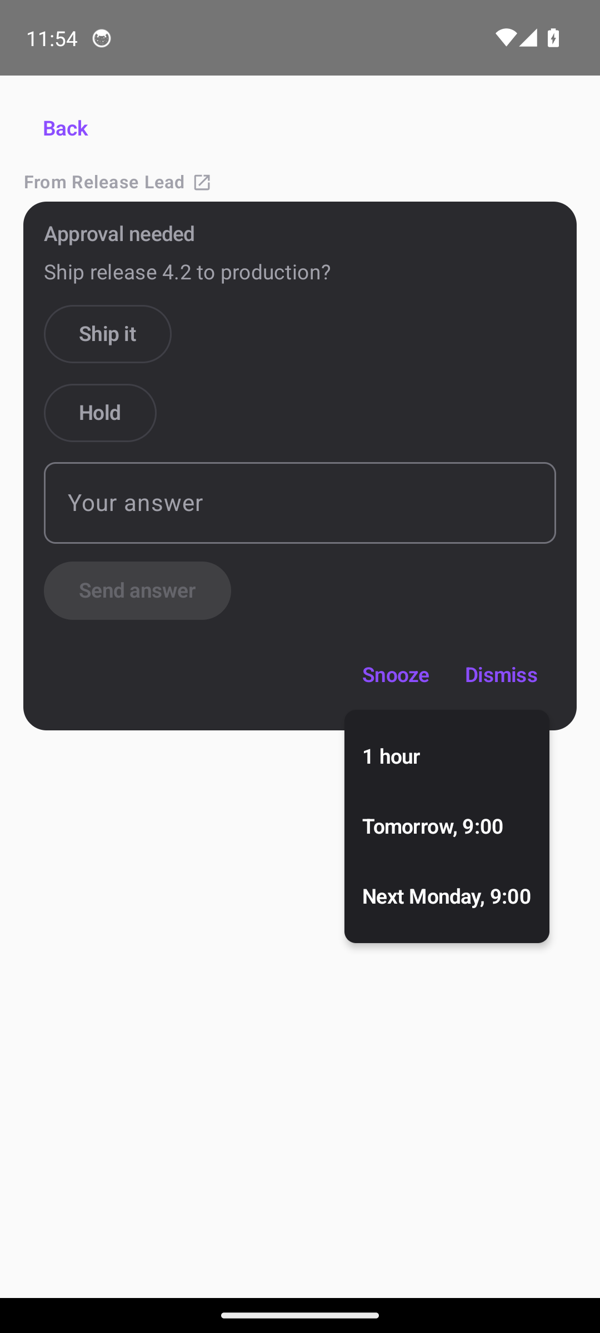 11:54
Back
From Release Lead
Approval needed
Ship release 4.2 to production?
Ship it
Hold
Your answer
Send answer
Snooze Dismiss
1 hour
Tomorrow, 9:00
Next Monday, 9:00